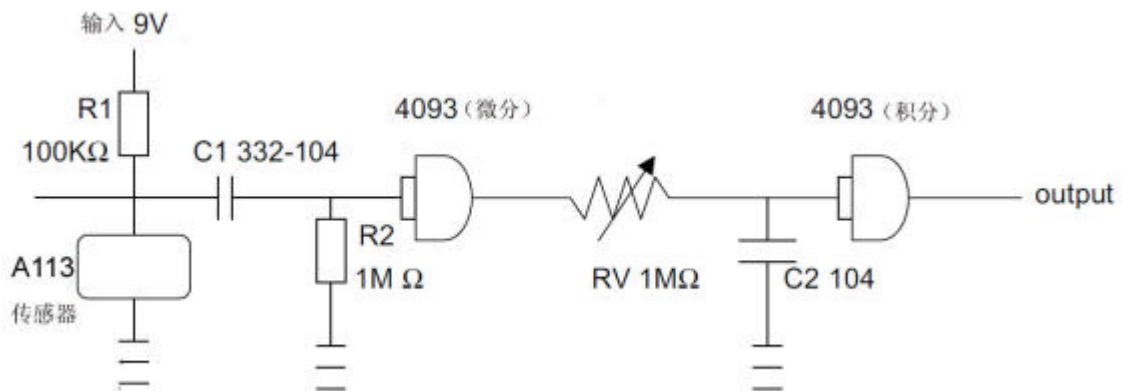 输入 9V
R1
100KΩ
C1 332-104
4093（微分）
4093（积分）
output
A113
传感器
R2
1M Ω
RV 1MΩ
C2 104